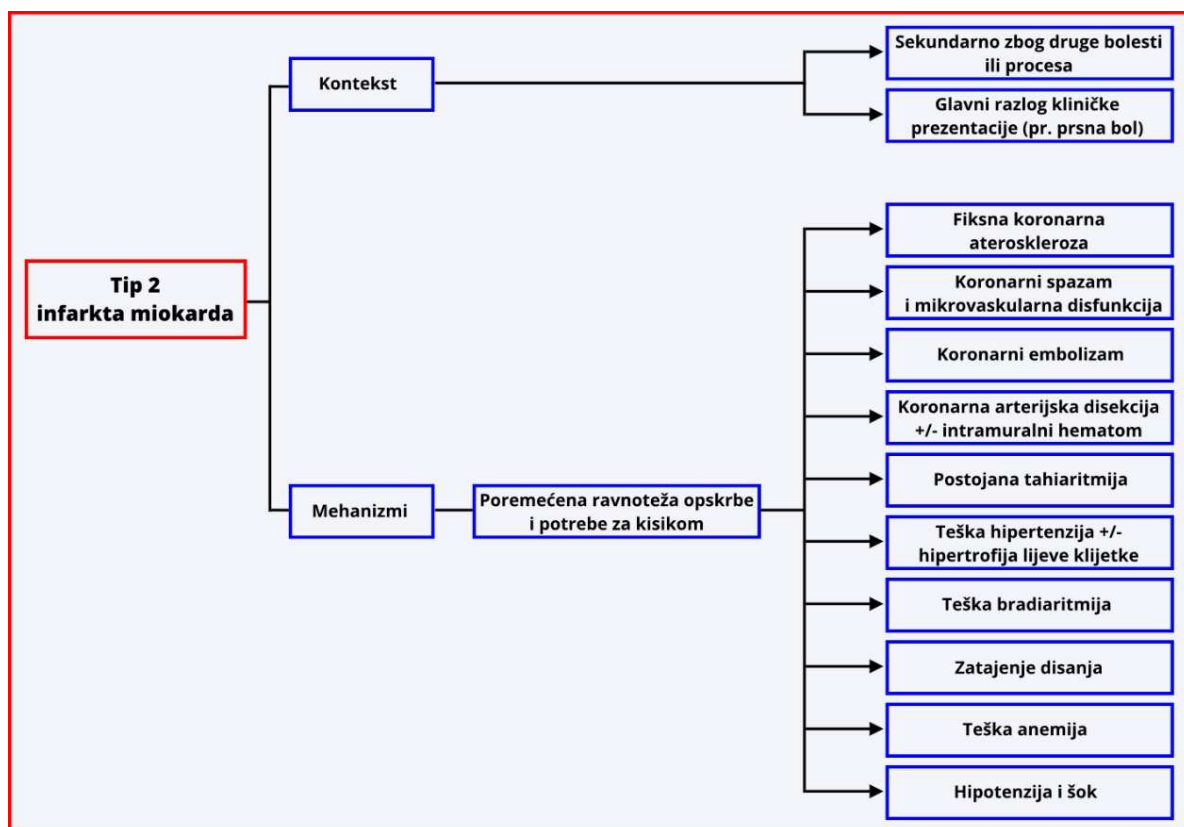 Tip 2
infarkta miokarda
Kontekst
Sekundarno zbog druge bolesti
ili procesa
Glavni razlog kliničke
prezentacije (pr. prsna bol)
Mehanizmi
Poremećena ravnoteža opskrbe
i potrebe za kisikom
Fiksna koronarna
ateroskleroza
Koronarni spazam
i mikrovaskularna disfunkcija
Koronarni embolizam
Koronarna arterijska disekcija
+/- intramuralni hematom
Postojana tahiaritmija
Teška hipertenzija +/-
hipertrofija lijeve klijetke
Teška bradiaritmija
Zatajenje disanja
Teška anemija
Hipotenzija i šok